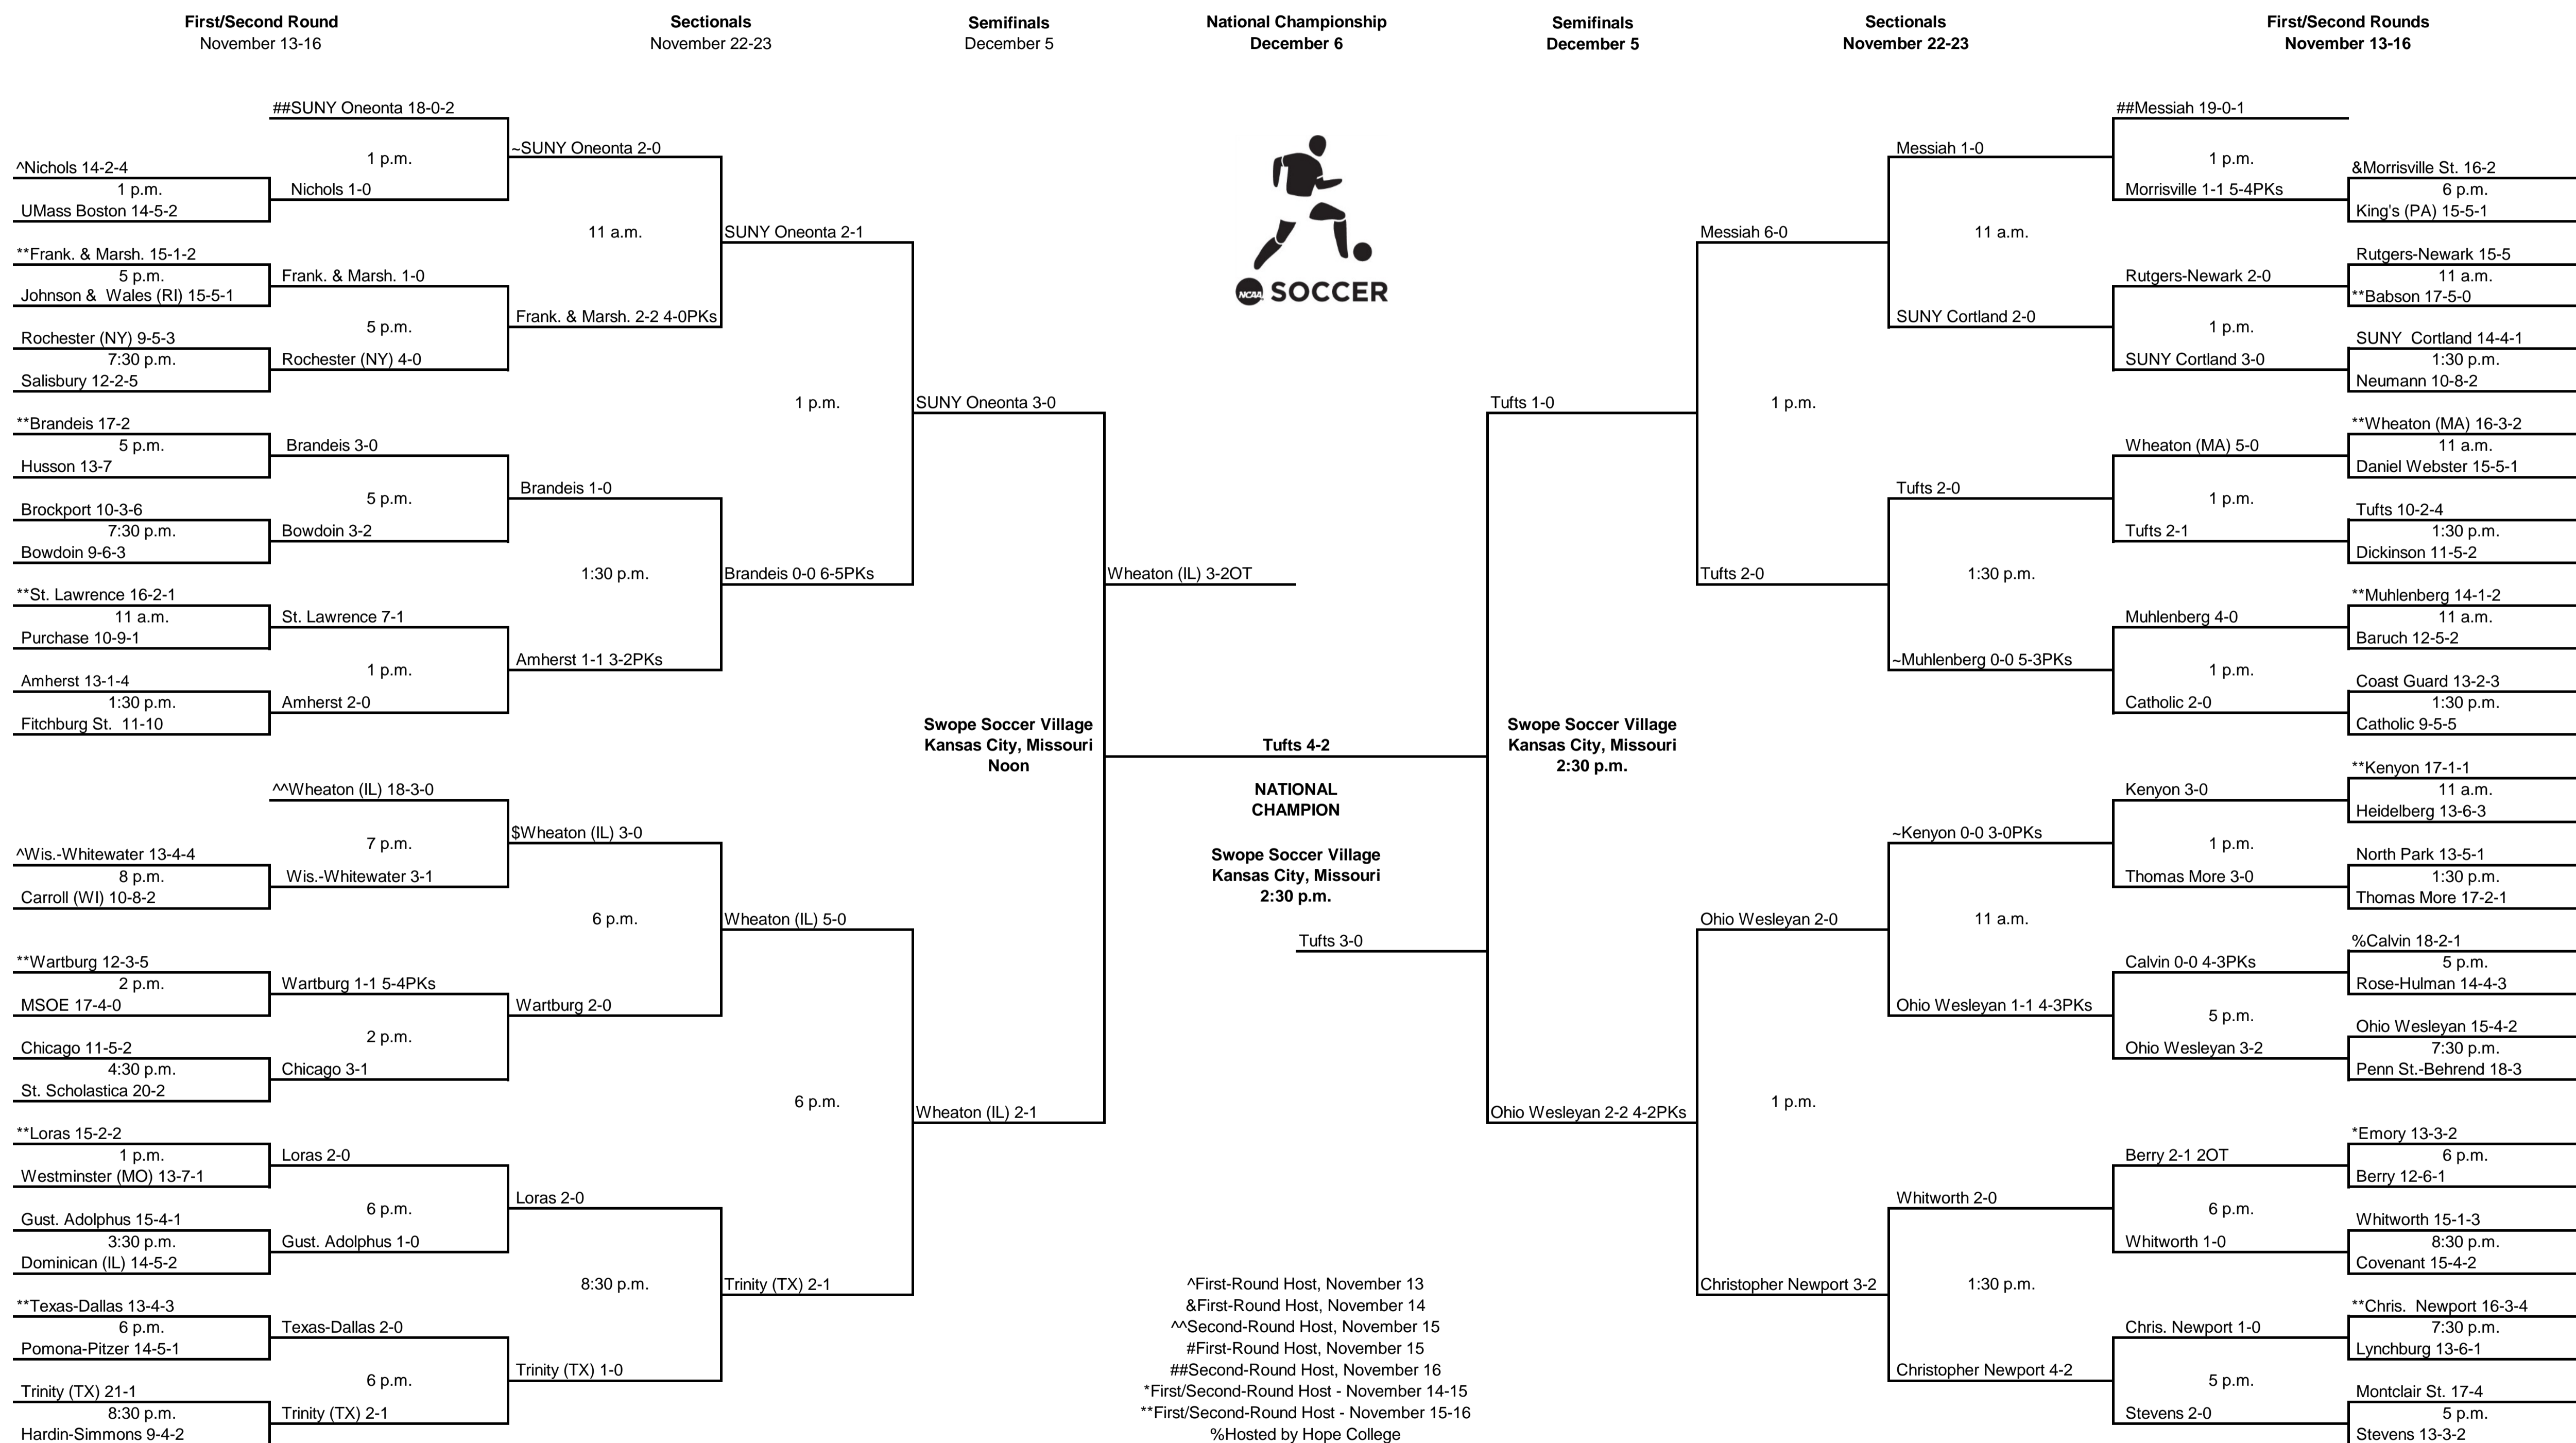 First/Second Round
November 13-16
Sectionals
November 22-23
Semifinals
December 5
National Championship
December 6
Semifinals
December 5
Sectionals
November 22-23
First/Second Rounds
November 13-16
##SUNY Oneonta 18-0-2
1 p.m.
^Nichols 14-2-4
1 p.m.
UMass Boston 14-5-2
Nichols 1-0
**Frank. & Marsh. 15-1-2
5 p.m.
Johnson & Wales (RI) 15-5-1
Frank. & Marsh. 1-0
5 p.m.
Rochester (NY) 9-5-3
7:30 p.m.
Salisbury 12-2-5
Rochester (NY) 4-0
**Brandeis 17-2
5 p.m.
Husson 13-7
Brandeis 3-0
5 p.m.
Brockport 10-3-6
7:30 p.m.
Bowdoin 9-6-3
Bowdoin 3-2
**St. Lawrence 16-2-1
11 a.m.
Purchase 10-9-1
St. Lawrence 7-1
1 p.m.
Amherst 13-1-4
1:30 p.m.
Fitchburg St. 11-10
Amherst 2-0
~SUNY Oneonta 2-0
11 a.m.
Frank. & Marsh. 2-2 4-0PKs
Brandeis 1-0
1:30 p.m.
Amherst 1-1 3-2PKs
SUNY Oneonta 2-1
1 p.m.
Brandeis 0-0 6-5PKs
SUNY Oneonta 3-0
^^Wheaton (IL) 18-3-0
7 p.m.
^Wis.-Whitewater 13-4-4
8 p.m.
Carroll (WI) 10-8-2
Wis.-Whitewater 3-1
**Wartburg 12-3-5
2 p.m.
MSOE 17-4-0
Wartburg 1-1 5-4PKs
2 p.m.
Chicago 11-5-2
4:30 p.m.
St. Scholastica 20-2
Chicago 3-1
**Loras 15-2-2
1 p.m.
Westminster (MO) 13-7-1
Loras 2-0
6 p.m.
Gust. Adolphus 15-4-1
3:30 p.m.
Dominican (IL) 14-5-2
Gust. Adolphus 1-0
**Texas-Dallas 13-4-3
6 p.m.
Pomona-Pitzer 14-5-1
Texas-Dallas 2-0
6 p.m.
Trinity (TX) 21-1
8:30 p.m.
Hardin-Simmons 9-4-2
Trinity (TX) 2-1
$Wheaton (IL) 3-0
6 p.m.
Wartburg 2-0
Loras 2-0
8:30 p.m.
Trinity (TX) 1-0
Wheaton (IL) 5-0
6 p.m.
Trinity (TX) 2-1
Wheaton (IL) 2-1
Swope Soccer Village
Kansas City, Missouri
Noon
NCAA SOCCER
Wheaton (IL) 3-2OT
Tufts 4-2
NATIONAL
CHAMPION
Swope Soccer Village
Kansas City, Missouri
2:30 p.m.
Tufts 3-0
^First-Round Host, November 13
&First-Round Host, November 14
^^Second-Round Host, November 15
#First-Round Host, November 15
##Second-Round Host, November 16
*First/Second-Round Host - November 14-15
**First/Second-Round Host - November 15-16
%Hosted by Hope College
Tufts 1-0
Swope Soccer Village
Kansas City, Missouri
2:30 p.m.
Ohio Wesleyan 2-2 4-2PKs
Messiah 6-0
1 p.m.
Tufts 2-0
Ohio Wesleyan 2-0
1 p.m.
Christopher Newport 3-2
Messiah 1-0
11 a.m.
SUNY Cortland 2-0
Tufts 2-0
1:30 p.m.
~Muhlenberg 0-0 5-3PKs
~Kenyon 0-0 3-0PKs
11 a.m.
Ohio Wesleyan 1-1 4-3PKs
Whitworth 2-0
1:30 p.m.
Christopher Newport 4-2
##Messiah 19-0-1
1 p.m.
Morrisville 1-1 5-4PKs
&Morrisville St. 16-2
6 p.m.
King's (PA) 15-5-1
Rutgers-Newark 2-0
1 p.m.
SUNY Cortland 3-0
Rutgers-Newark 15-5
11 a.m.
**Babson 17-5-0
SUNY Cortland 14-4-1
1:30 p.m.
Neumann 10-8-2
Wheaton (MA) 5-0
1 p.m.
Tufts 2-1
**Wheaton (MA) 16-3-2
11 a.m.
Daniel Webster 15-5-1
Tufts 10-2-4
1:30 p.m.
Dickinson 11-5-2
Muhlenberg 4-0
1 p.m.
Catholic 2-0
**Muhlenberg 14-1-2
11 a.m.
Baruch 12-5-2
Coast Guard 13-2-3
1:30 p.m.
Catholic 9-5-5
Kenyon 3-0
1 p.m.
Thomas More 3-0
**Kenyon 17-1-1
11 a.m.
Heidelberg 13-6-3
North Park 13-5-1
1:30 p.m.
Thomas More 17-2-1
Calvin 0-0 4-3PKs
5 p.m.
Ohio Wesleyan 3-2
%Calvin 18-2-1
5 p.m.
Rose-Hulman 14-4-3
Ohio Wesleyan 15-4-2
7:30 p.m.
Penn St.-Behrend 18-3
Berry 2-1 2OT
6 p.m.
Whitworth 1-0
*Emory 13-3-2
6 p.m.
Berry 12-6-1
Whitworth 15-1-3
8:30 p.m.
Covenant 15-4-2
Chris. Newport 1-0
5 p.m.
Stevens 2-0
**Chris. Newport 16-3-4
7:30 p.m.
Lynchburg 13-6-1
Montclair St. 17-4
5 p.m.
Stevens 13-3-2